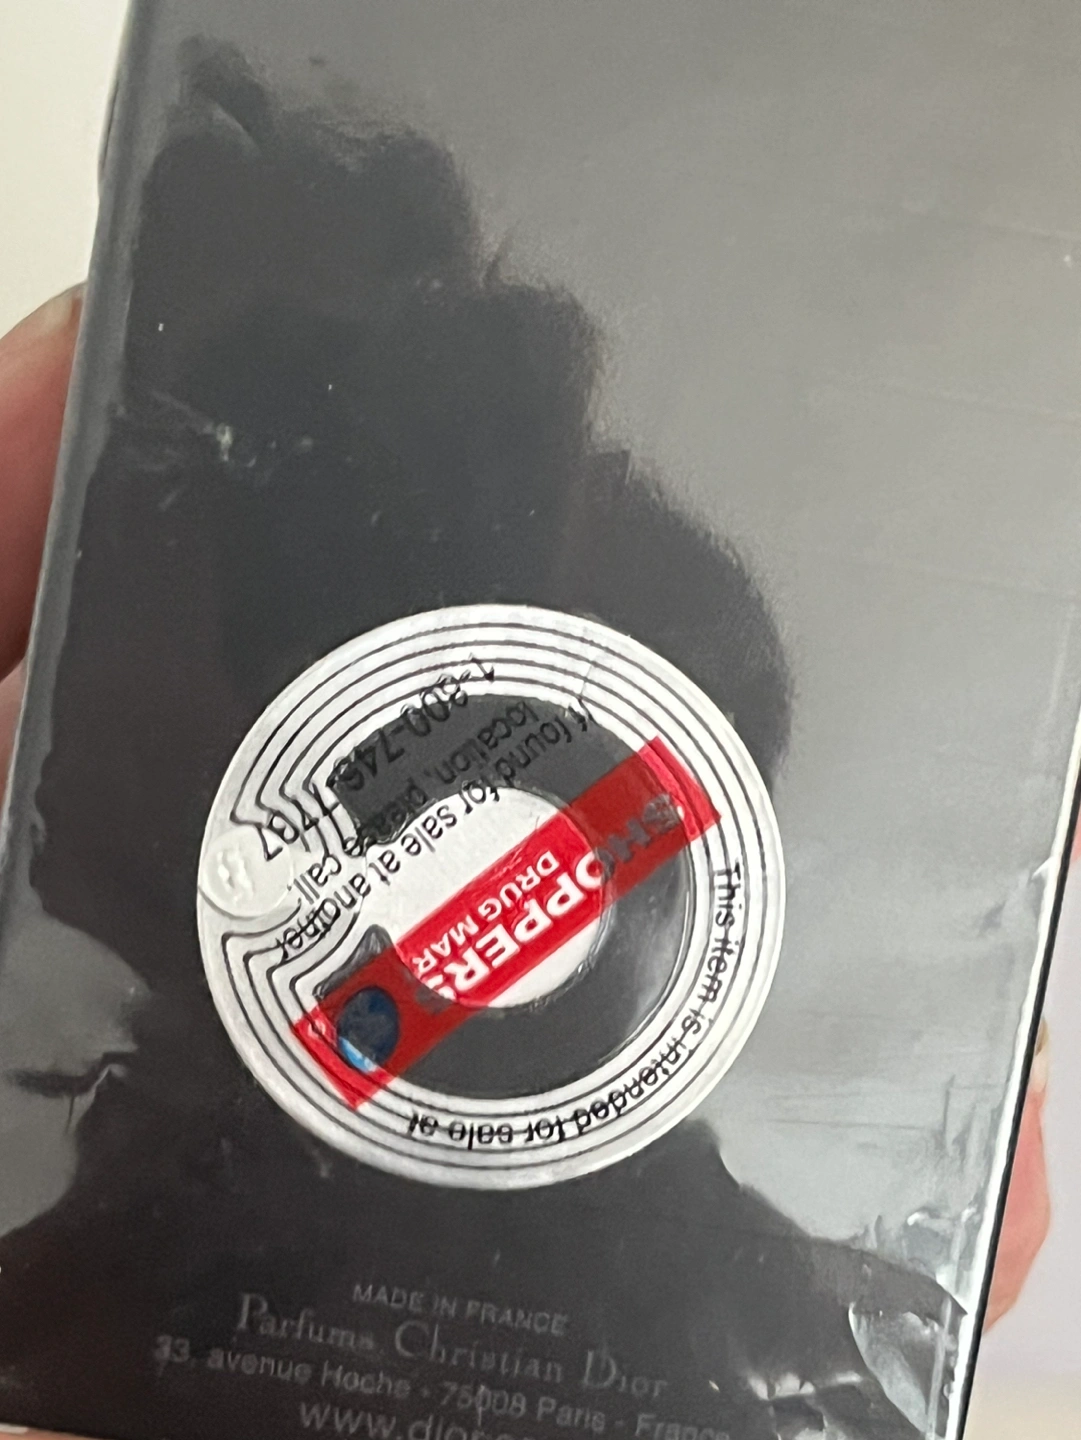 This item is intended for sale at
SHOPPERS
DRUG MAR
If found for sale at another
location, please call:
1-800-746-7737
MADE IN FRANCE
Parfums Christian Dior
33, avenue Hoche - 75008 Paris - France
www.dior.co